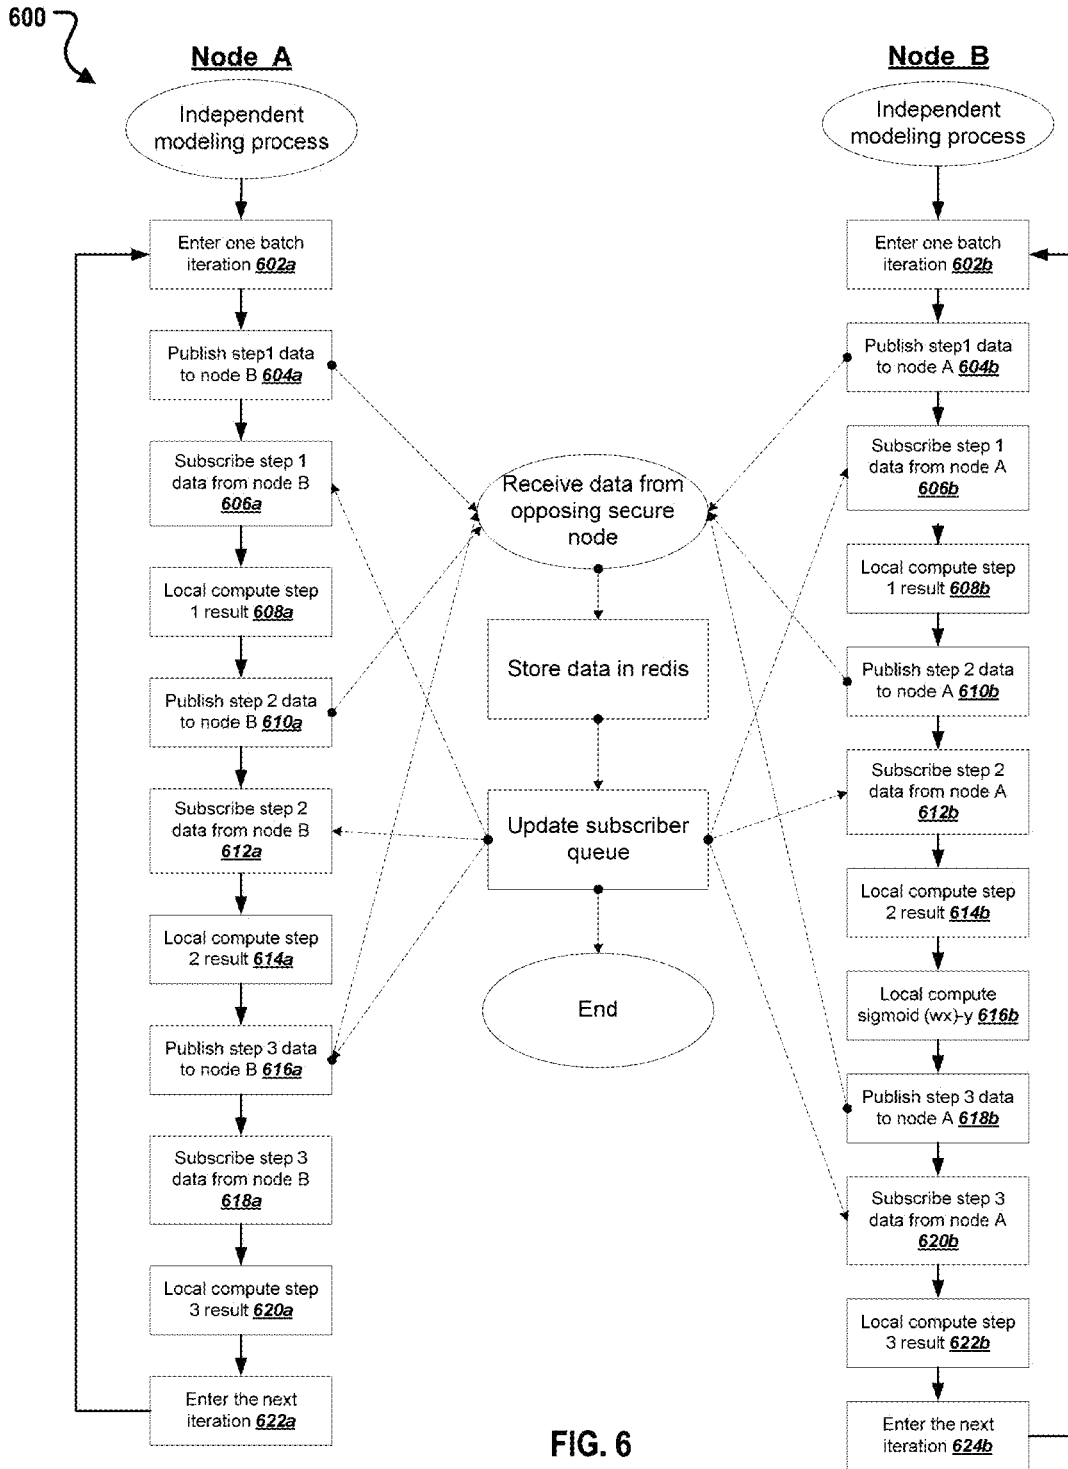 600
Node A
Independent
modeling process
Enter one batch
iteration 602a
Publish step1 data
to node B 604a
Subscribe step 1
data from node B
606a
Local compute step
1 result 608a
Publish step 2 data
to node B 610a
Subscribe step 2
data from node B
612a
Local compute step
2 result 614a
Publish step 3 data
to node B 616a
Subscribe step 3
data from node B
618a
Local compute step
3 result 620a
Enter the next
iteration 622a
Receive data from
opposing secure
node
Store data in redis
Update subscriber
queue
End
Node B
Independent
modeling process
Enter one batch
iteration 602b
Publish step1 data
to node A 604b
Subscribe step 1
data from node A
606b
Local compute step
1 result 608b
Publish step 2 data
to node A 610b
Subscribe step 2
data from node A
612b
Local compute step
2 result 614b
Local compute
sigmoid (wx)-y 616b
Publish step 3 data
to node A 618b
Subscribe step 3
data from node A
620b
Local compute step
3 result 622b
Enter the next
iteration 624b
FIG. 6